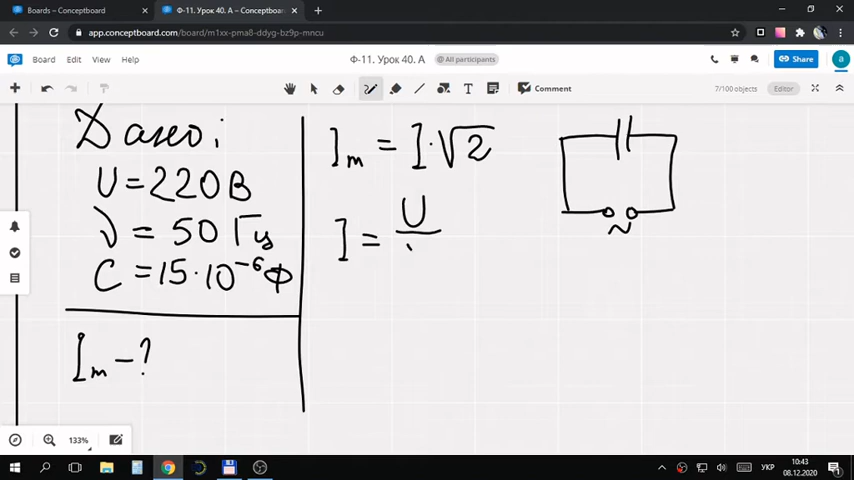 Boards – Conceptboard
Ф-11. Урок 40. А – Conceptboard
app.conceptboard.com/board/m1xx-pma8-ddyg-bz9p-mncu
Board Edit View Help
Ф-11. Урок 40. А
All participants
Share
a
T
Comment
7/100 objects
Editor
Дано:
U = 220 В
ν = 50 Гц
C = 15·10⁻⁶ Ф
Iₘ – ?
Iₘ = I·√2
I = U
~
133%
УКР
10:43
08.12.2020